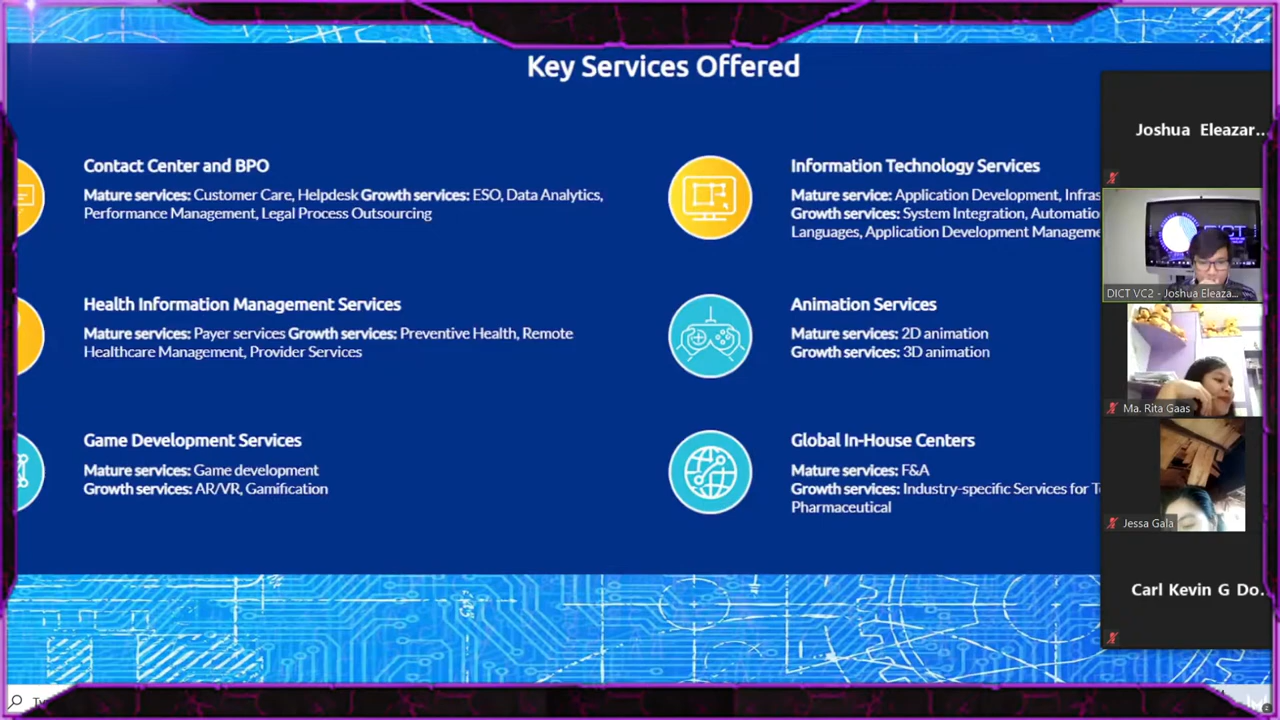 Key Services Offered
Contact Center and BPO
Mature services: Customer Care, Helpdesk Growth services: ESO, Data Analytics,
Performance Management, Legal Process Outsourcing
Health Information Management Services
Mature services: Payer services Growth services: Preventive Health, Remote
Healthcare Management, Provider Services
Game Development Services
Mature services: Game development
Growth services: AR/VR, Gamification
Information Technology Services
Mature service: Application Development, Infras
Growth services: System Integration, Automatio
Languages, Application Development Manageme
Animation Services
Mature services: 2D animation
Growth services: 3D animation
Global In-House Centers
Mature services: F&A
Growth services: Industry-specific Services for T
Pharmaceutical
Joshua Eleazar...
DICT
DICT VC2 - Joshua Eleaza...
Ma. Rita Gaas
Jessa Gala
Carl Kevin G Do...